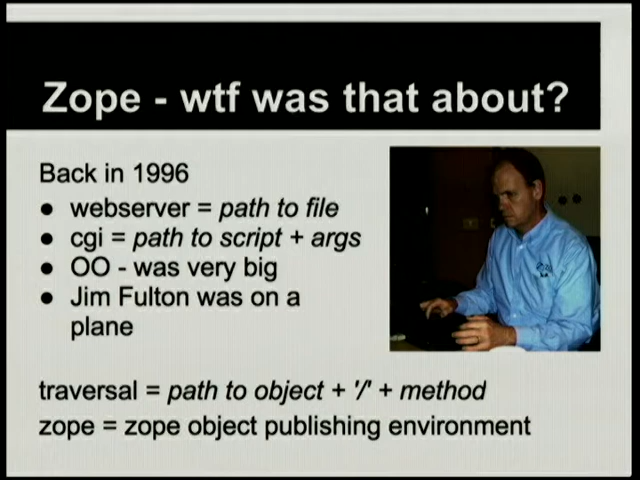 Zope - wtf was that about?
Back in 1996
● webserver = path to file
● cgi = path to script + args
● OO - was very big
● Jim Fulton was on a
plane
traversal = path to object + '/' + method
zope = zope object publishing environment